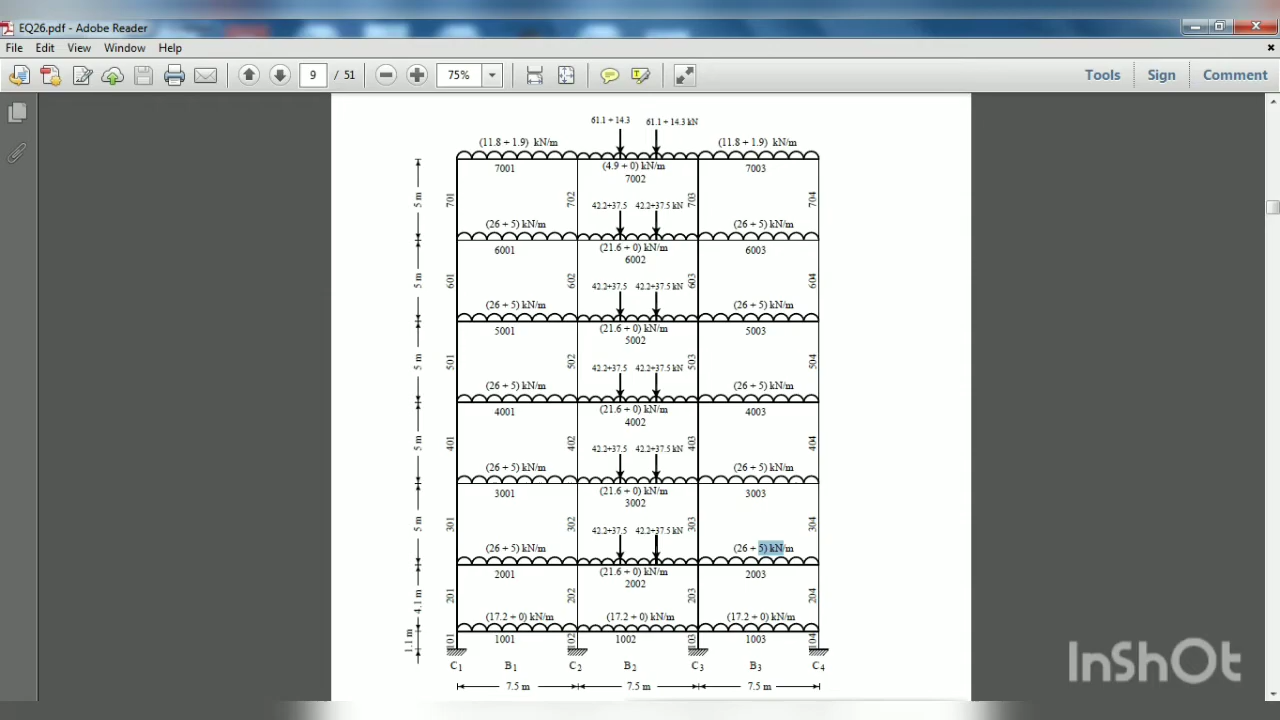 EQ26.pdf - Adobe Reader
File Edit View Window Help
9 / 51 75% Tools Sign Comment
61.1 + 14.3 61.1 + 14.3 kN
(11.8 + 1.9) kN/m (11.8 + 1.9) kN/m
(4.9 + 0) kN/m
7001 7002 7003
5 m 701 702 703 704
42.2+37.5 42.2+37.5 kN
(26 + 5) kN/m (26 + 5) kN/m
(21.6 + 0) kN/m
6001 6002 6003
5 m 601 602 603 604
42.2+37.5 42.2+37.5 kN
(26 + 5) kN/m (26 + 5) kN/m
(21.6 + 0) kN/m
5001 5002 5003
5 m 501 502 503 504
42.2+37.5 42.2+37.5 kN
(26 + 5) kN/m (26 + 5) kN/m
(21.6 + 0) kN/m
4001 4002 4003
5 m 401 402 403 404
42.2+37.5 42.2+37.5 kN
(26 + 5) kN/m (26 + 5) kN/m
(21.6 + 0) kN/m
3001 3002 3003
5 m 301 302 303 304
42.2+37.5 42.2+37.5 kN
(26 + 5) kN/m (26 + 5) kN/m
(21.6 + 0) kN/m
2001 2002 2003
4.1 m 201 202 203 204
(17.2 + 0) kN/m (17.2 + 0) kN/m (17.2 + 0) kN/m
1.1 m 101 1001 102 1002 103 1003 104
C1 B1 C2 B2 C3 B3 C4
7.5 m 7.5 m 7.5 m
InShOt